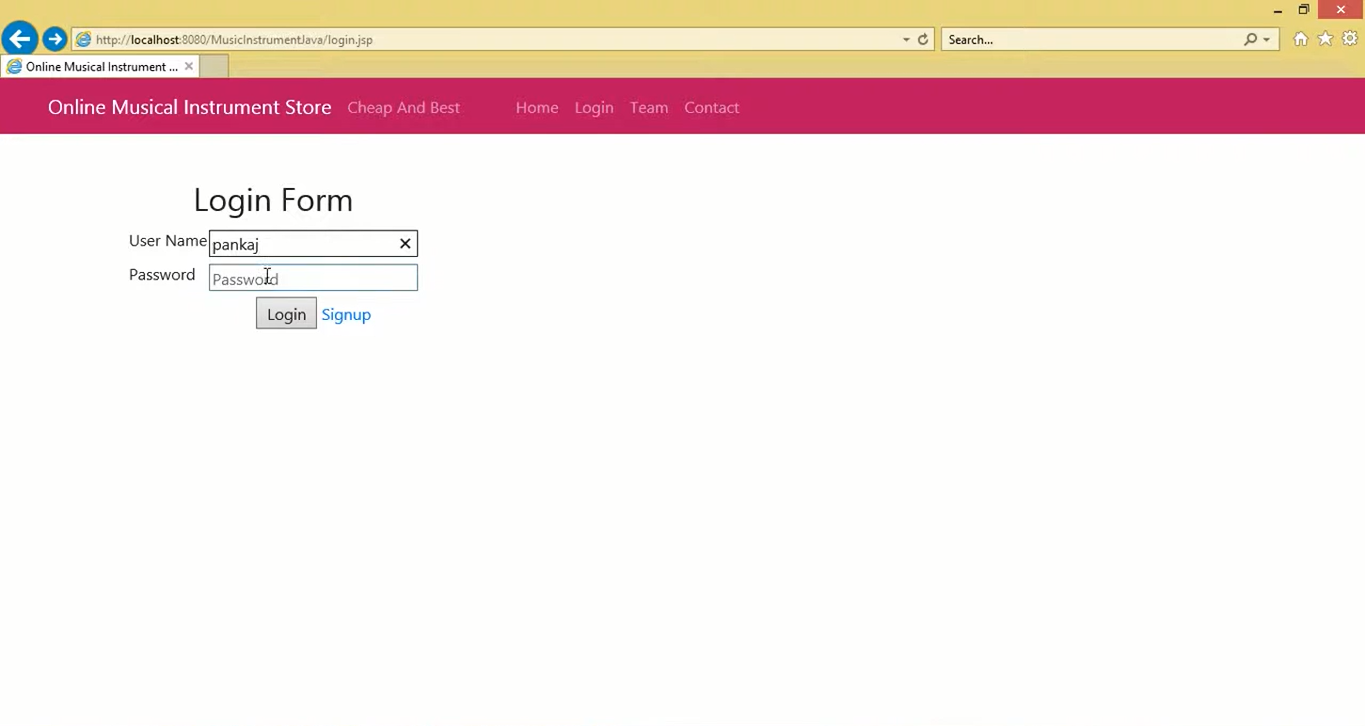 http://localhost:8080/MusicInstrumentJava/login.jsp
Search...
Online Musical Instrument ...
Online Musical Instrument Store Cheap And Best Home Login Team Contact
Login Form
User Name pankaj
Password Password
Login Signup